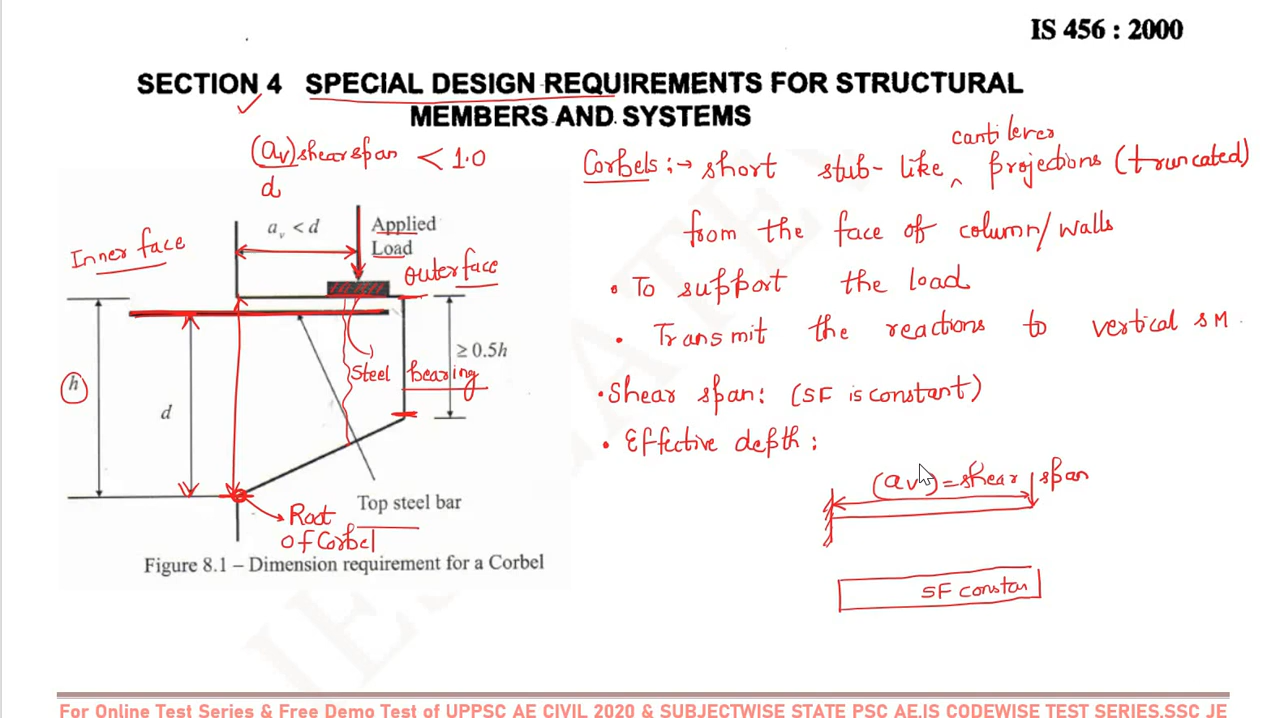 IS 456 : 2000
SECTION 4 SPECIAL DESIGN REQUIREMENTS FOR STRUCTURAL
MEMBERS AND SYSTEMS
(av) shear span < 1.0
d
Corbels :→ short stub-like cantilever projections (truncated)
from the face of column/walls
• To support the load
• Transmit the reactions to vertical SM.
• Shear span: (SF is constant)
• Effective depth :
(av) = shear span
SF constan
Inner face
av < d
Applied
Load
Outer face
≥ 0.5h
Steel bearing
h
d
Top steel bar
Root
of Corbel
Figure 8.1 – Dimension requirement for a Corbel
For Online Test Series & Free Demo Test of UPPSC AE CIVIL 2020 & SUBJECTWISE STATE PSC AE,IS CODEWISE TEST SERIES.SSC JE